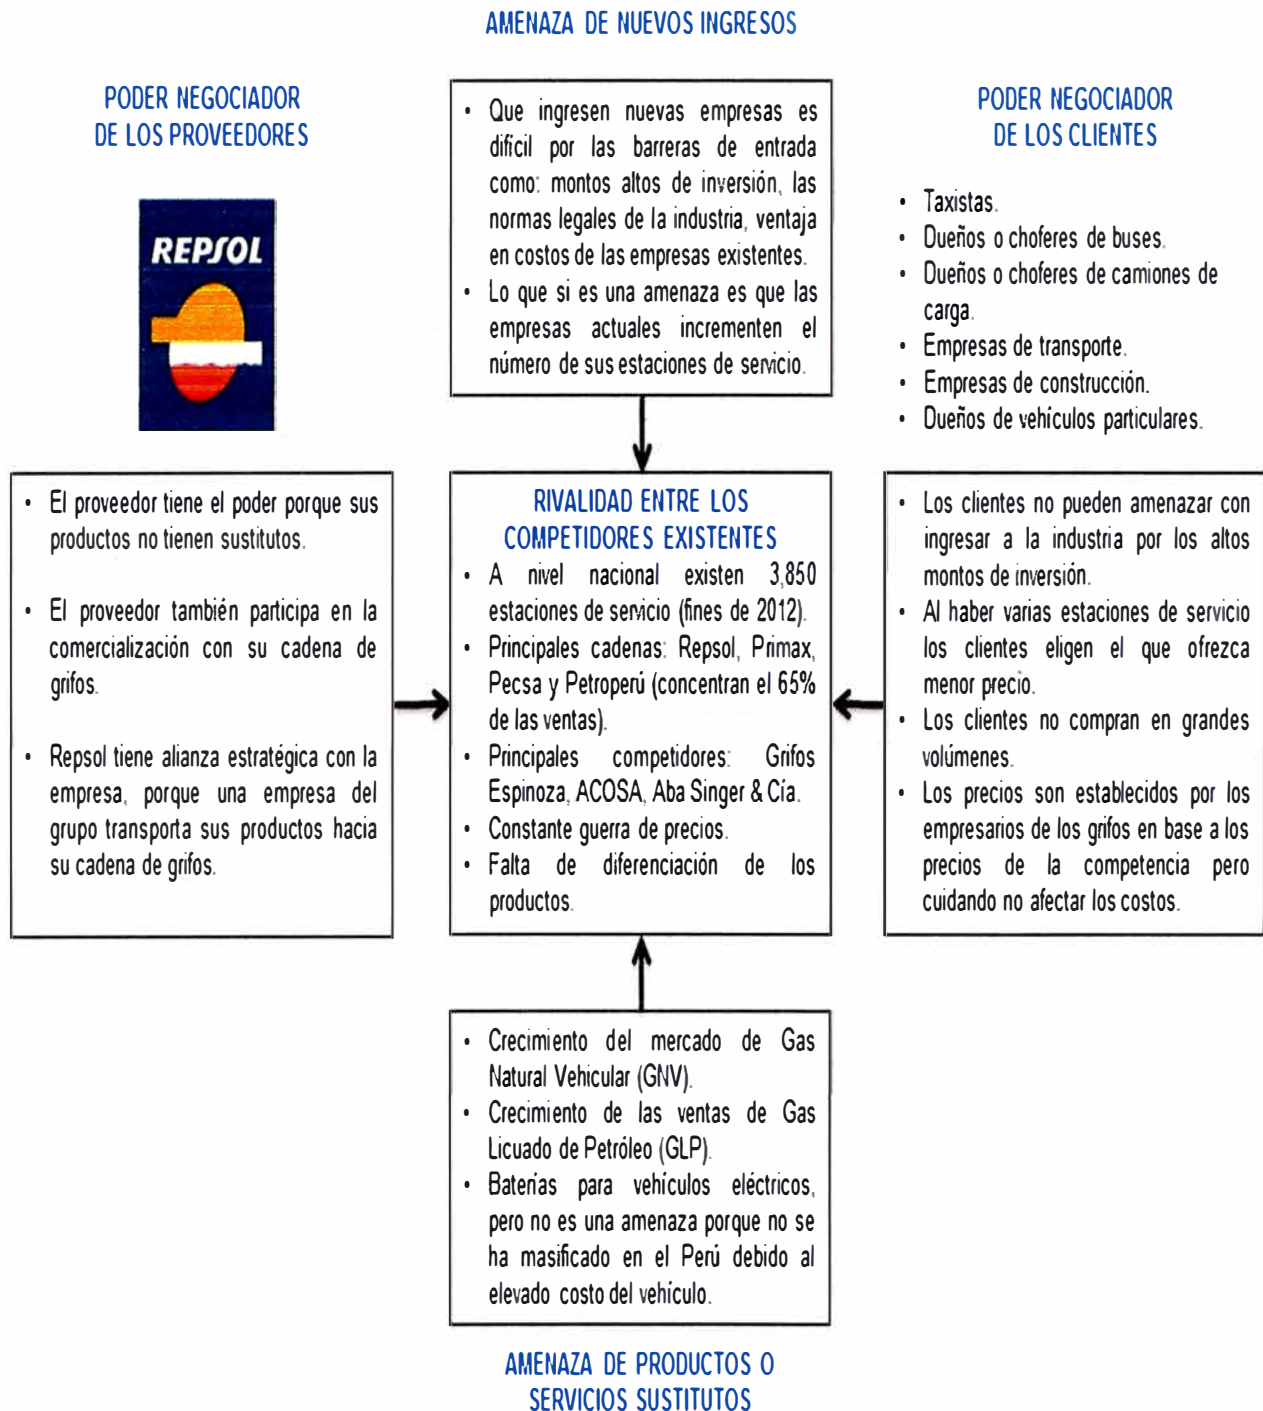 AMENAZA DE NUEVOS INGRESOS
PODER NEGOCIADOR
DE LOS PROVEEDORES
REPSOL
• Que ingresen nuevas empresas es
difícil por las barreras de entrada
como: montos altos de inversión, las
normas legales de la industria, ventaja
en costos de las empresas existentes.
• Lo que si es una amenaza es que las
empresas actuales incrementen el
número de sus estaciones de servicio.
PODER NEGOCIADOR
DE LOS CLIENTES
• Taxistas.
• Dueños o choferes de buses.
• Dueños o choferes de camiones de
carga.
• Empresas de transporte.
• Empresas de construcción.
• Dueños de vehículos particulares.
• El proveedor tiene el poder porque sus
productos no tienen sustitutos.
• El proveedor también participa en la
comercialización con su cadena de
grifos.
• Repsol tiene alianza estratégica con la
empresa, porque una empresa del
grupo transporta sus productos hacia
su cadena de grifos.
RIVALIDAD ENTRE LOS
COMPETIDORES EXISTENTES
• A nivel nacional existen 3,850
estaciones de servicio (fines de 2012).
• Principales cadenas: Repsol, Primax,
Pecsa y Petroperú (concentran el 65%
de las ventas).
• Principales competidores: Grifos
Espinoza, ACOSA, Aba Singer & Cía.
• Constante guerra de precios.
• Falta de diferenciación de los
productos.
• Los clientes no pueden amenazar con
ingresar a la industria por los altos
montos de inversión.
• Al haber varias estaciones de servicio
los clientes eligen el que ofrezca
menor precio.
• Los clientes no compran en grandes
volúmenes.
• Los precios son establecidos por los
empresarios de los grifos en base a los
precios de la competencia pero
cuidando no afectar los costos.
• Crecimiento del mercado de Gas
Natural Vehicular (GNV).
• Crecimiento de las ventas de Gas
Licuado de Petróleo (GLP).
• Baterías para vehículos eléctricos,
pero no es una amenaza porque no se
ha masificado en el Perú debido al
elevado costo del vehículo.
AMENAZA DE PRODUCTOS O
SERVICIOS SUSTITUTOS